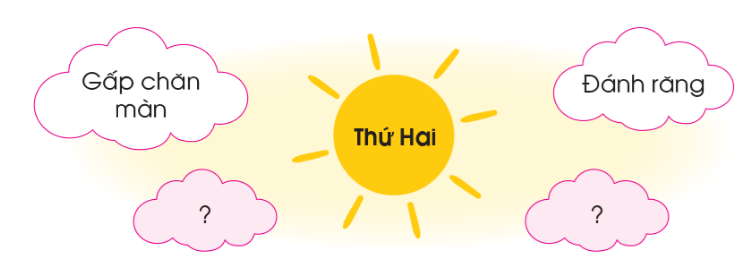 Gấp chăn
màn
Thứ Hai
Đánh răng
?
?